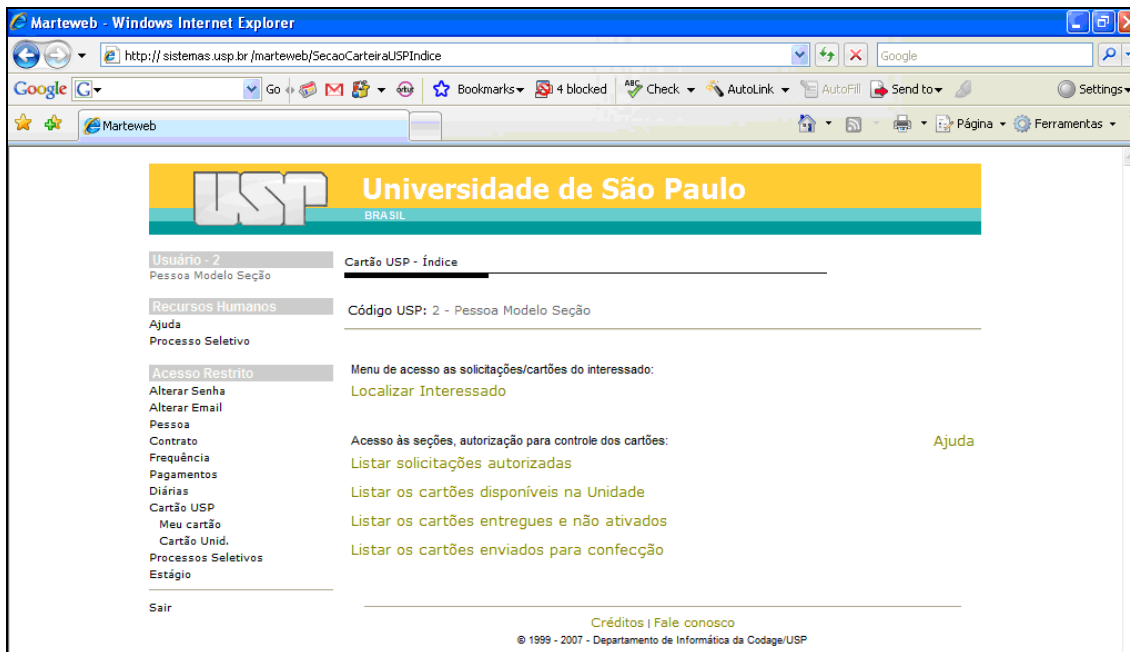 Marteweb - Windows Internet Explorer
http:// sistemas.usp.br /marteweb/SecaoCarteiraUSPIndice
Google
Google G Go Bookmarks 4 blocked ABC Check AutoLink AutoFill Send to Settings
Marteweb
Página Ferramentas
USP
Universidade de São Paulo
BRASIL
Usuário - 2
Pessoa Modelo Seção
Recursos Humanos
Ajuda
Processo Seletivo
Acesso Restrito
Alterar Senha
Alterar Email
Pessoa
Contrato
Frequência
Pagamentos
Diárias
Cartão USP
Meu cartão
Cartão Unid.
Processos Seletivos
Estágio
Sair
Cartão USP - Índice
Código USP: 2 - Pessoa Modelo Seção
Menu de acesso as solicitações/cartões do interessado:
Localizar Interessado
Acesso às seções, autorização para controle dos cartões:
Ajuda
Listar solicitações autorizadas
Listar os cartões disponíveis na Unidade
Listar os cartões entregues e não ativados
Listar os cartões enviados para confecção
Créditos | Fale conosco
© 1999 - 2007 - Departamento de Informática da Codage/USP